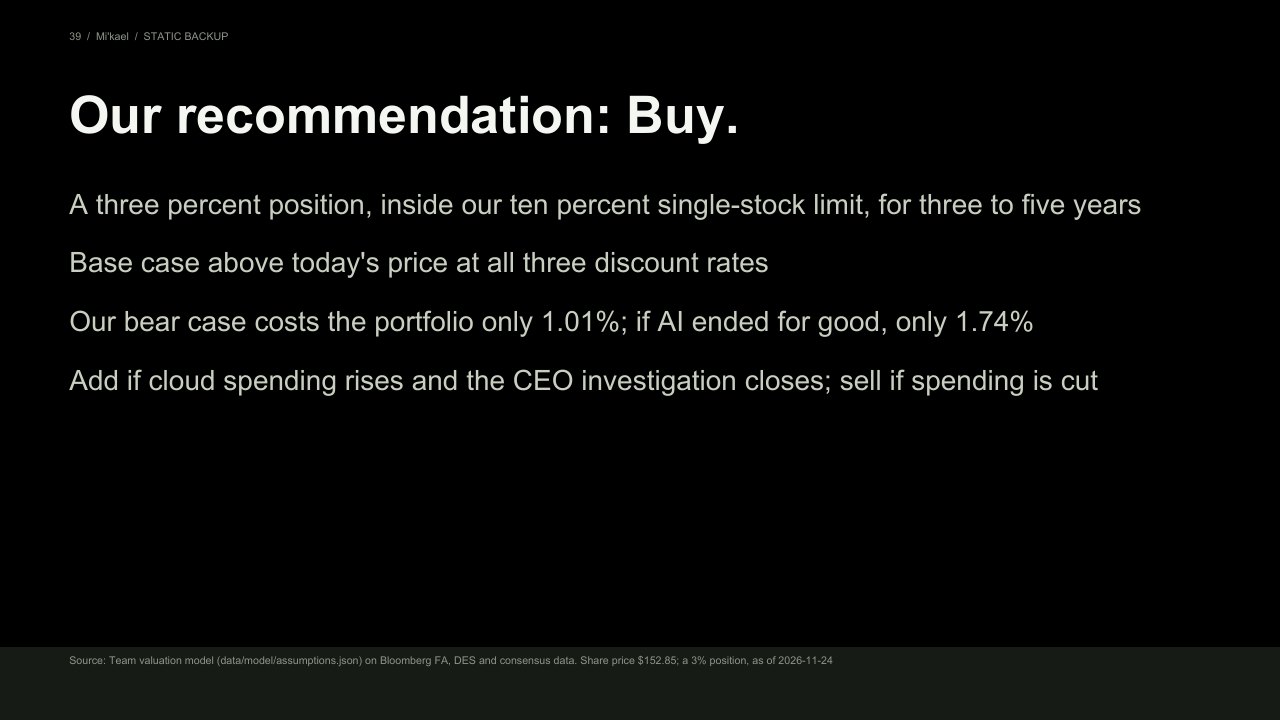 39 / Mi'kael / STATIC BACKUP
Our recommendation: Buy.
A three percent position, inside our ten percent single-stock limit, for three to five years
Base case above today's price at all three discount rates
Our bear case costs the portfolio only 1.01%; if AI ended for good, only 1.74%
Add if cloud spending rises and the CEO investigation closes; sell if spending is cut
Source: Team valuation model (data/model/assumptions.json) on Bloomberg FA, DES and consensus data. Share price $152.85; a 3% position, as of 2026-11-24